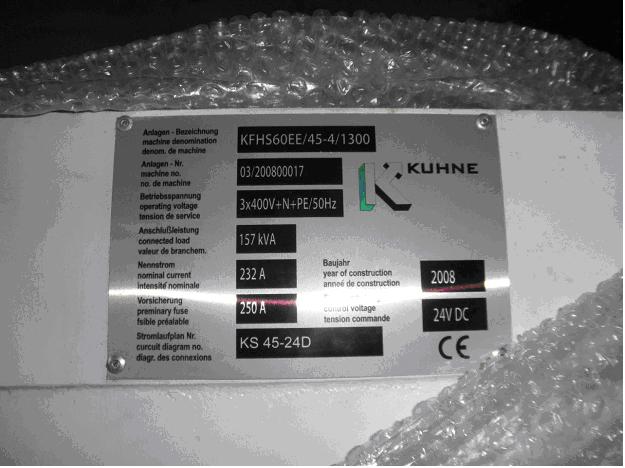 Anlagen - Bezeichnung
machine denomination
denom. de machine
KFHS60EE/45-4/1300
Anlagen - Nr.
machine no.
no. de machine
03/200800017
KUHNE
Betriebsspannung
operating voltage
tension de service
3x400V+N+PE/50Hz
Anschlußleistung
connected load
valeur de branchem.
157 kVA
Nennstrom
nominal current
intensité nominale
232 A
Baujahr
year of construction
anneé de construction
2008
Vorsicherung
preminary fuse
fsible préalable
250 A
control voltage
tension commande
24V DC
Stromlaufplan Nr.
curcuit diagram no.
diagr. des connexions
KS 45-24D
CE